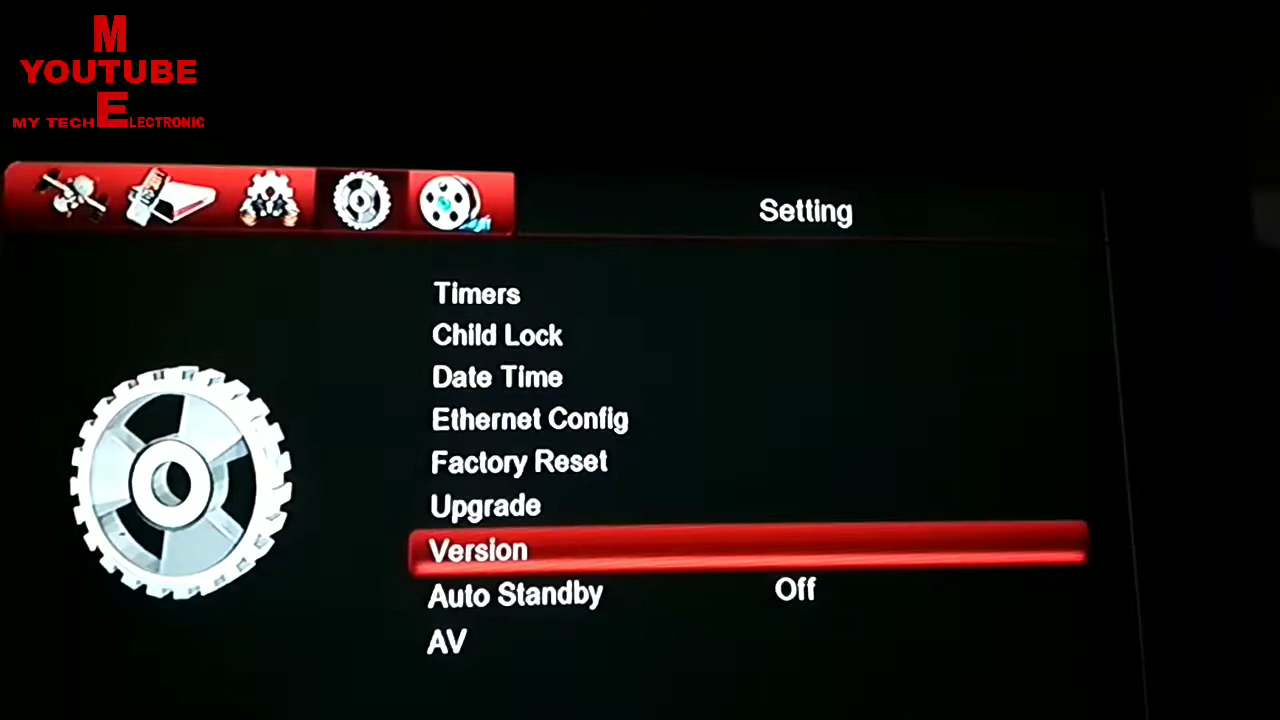 M
YOUTUBE
MY TECH ELECTRONIC
Setting
Timers
Child Lock
Date Time
Ethernet Config
Factory Reset
Upgrade
Version
Auto Standby Off
AV